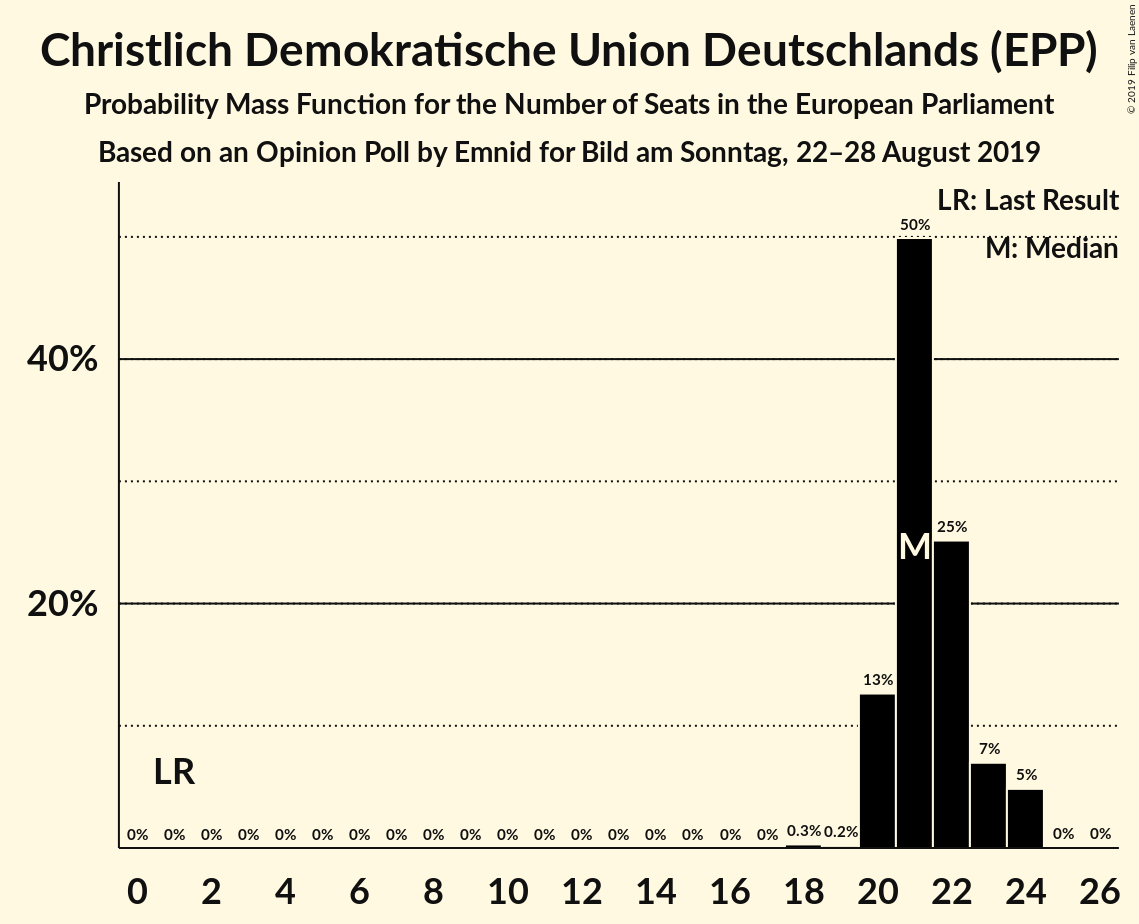 Christlich Demokratische Union Deutschlands (EPP)
Probability Mass Function for the Number of Seats in the European Parliament
Based on an Opinion Poll by Emnid for Bild am Sonntag, 22–28 August 2019
© 2019 Filip van Laenen
LR: Last Result
M: Median
50%
40%
25%
M
20%
13%
7%
5%
LR
0% 0% 0% 0% 0% 0% 0% 0% 0% 0% 0% 0% 0% 0% 0% 0% 0% 0% 0.3% 0.2% 0% 0%
0 2 4 6 8 10 12 14 16 18 20 22 24 26